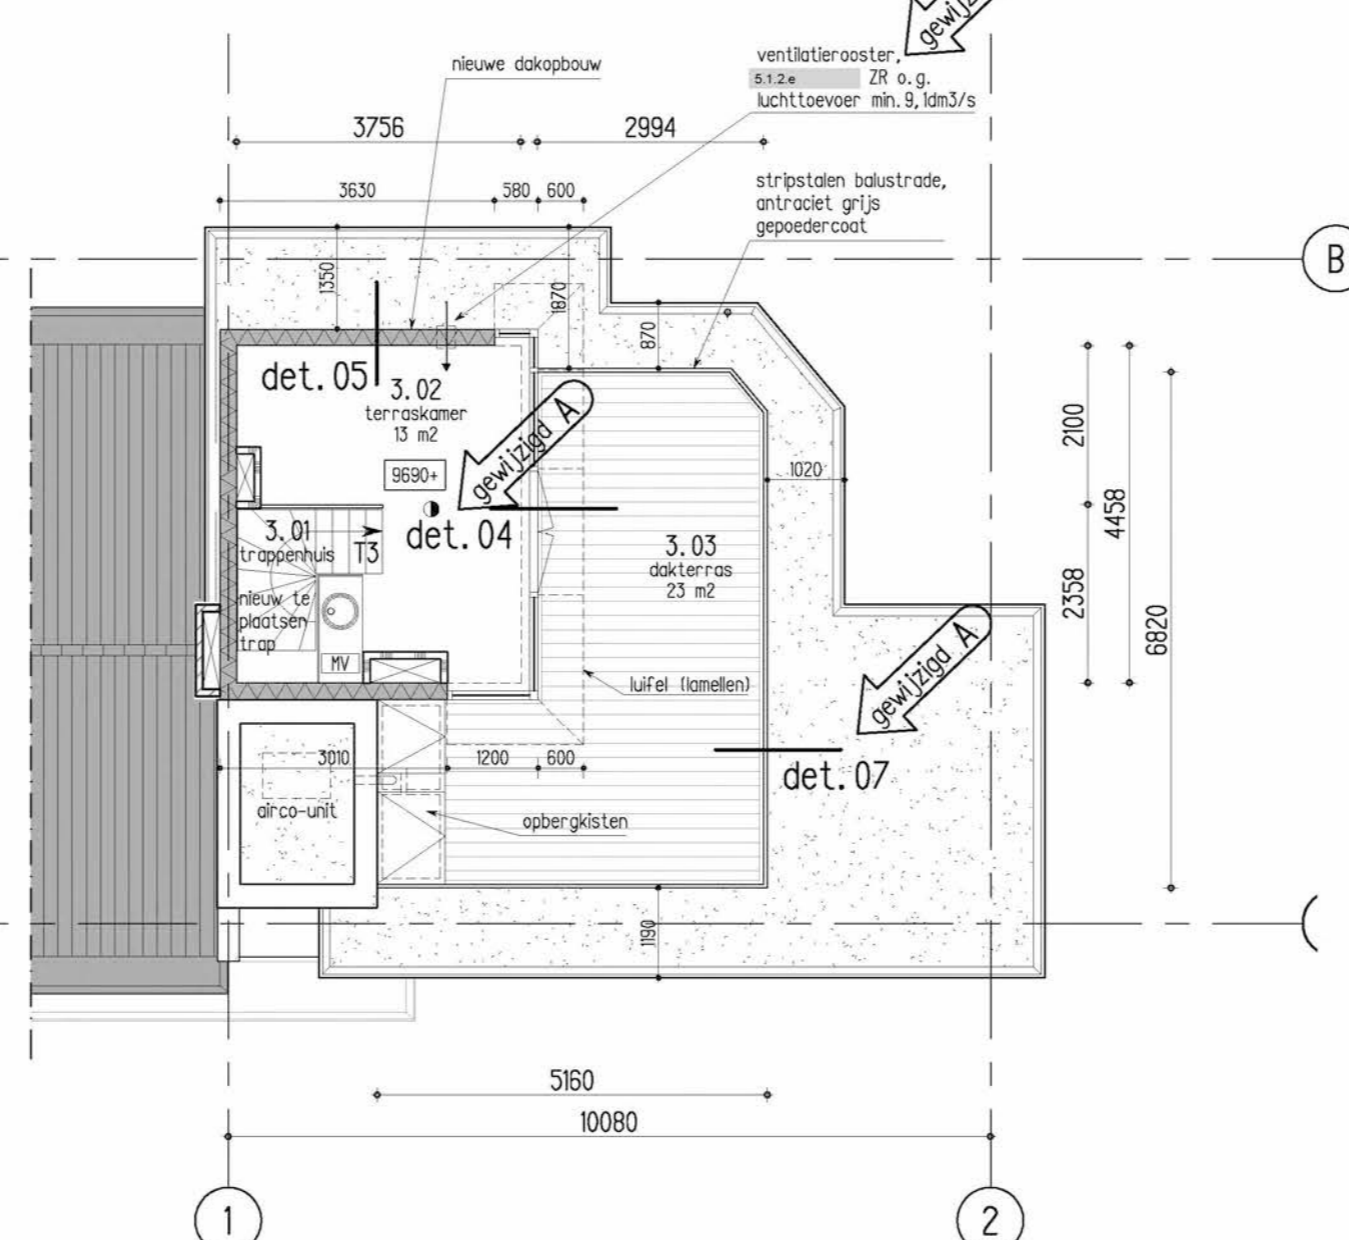 gewijzi
nieuwe dakopbouw
ventilatierooster,
5.1.2.e ZR o.g.
luchttoevoer min. 9,1dm3/s
3756
2994
3630
580
600
stripstalen balustrade,
antraciet grijs
gepoedercoat
B
1350
1870
870
det. 05
3.02
terraskamer
13 m2
9690+
gewijzigd A
1020
2100
4458
2358
6820
3.01
trappenhuis
T3
det. 04
nieuw te
plaatsen
trap
MV
3.03
dakterras
23 m2
gewijzigd A
luifel (lamellen)
3010
1200
600
airco-unit
opbergkisten
det. 07
1190
5160
10080
1
2